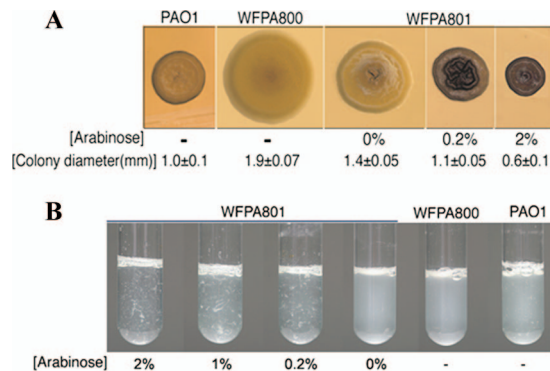 A
PAO1 WFPA800 WFPA801
[Arabinose] - - 0% 0.2% 2%
[Colony diameter(mm)] 1.0±0.1 1.9±0.07 1.4±0.05 1.1±0.05 0.6±0.1
B
WFPA801 WFPA800 PAO1
[Arabinose] 2% 1% 0.2% 0% - -